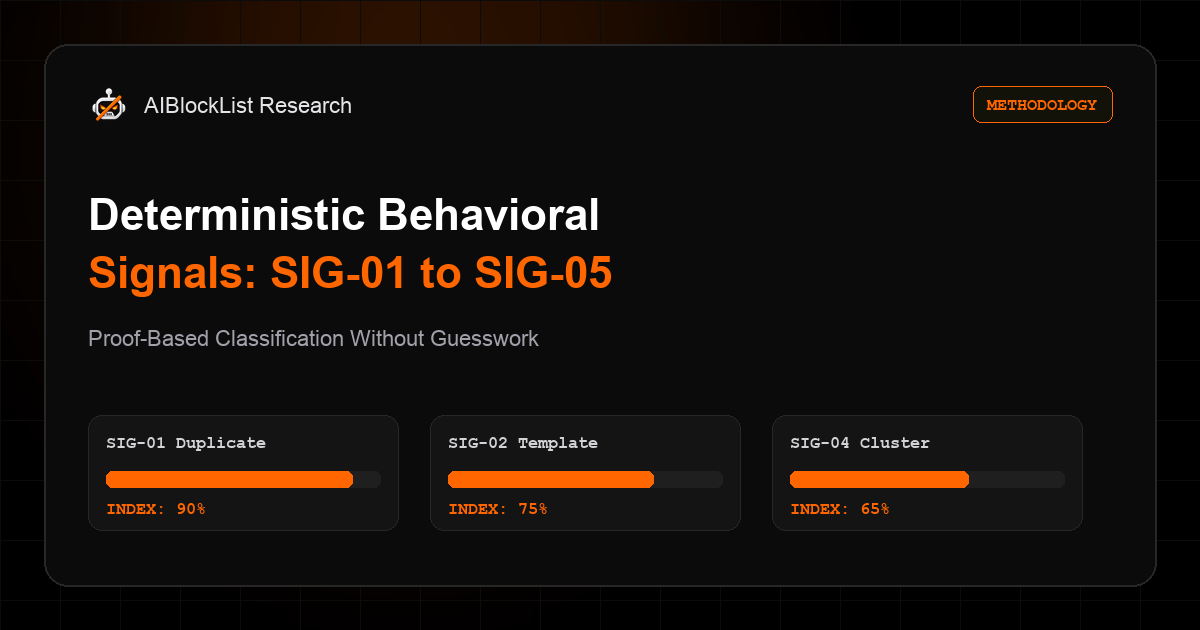 AIBlockList Research
METHODOLOGY
Deterministic Behavioral
Signals: SIG-01 to SIG-05
Proof-Based Classification Without Guesswork
SIG-01 Duplicate
INDEX: 90%
SIG-02 Template
INDEX: 75%
SIG-04 Cluster
INDEX: 65%